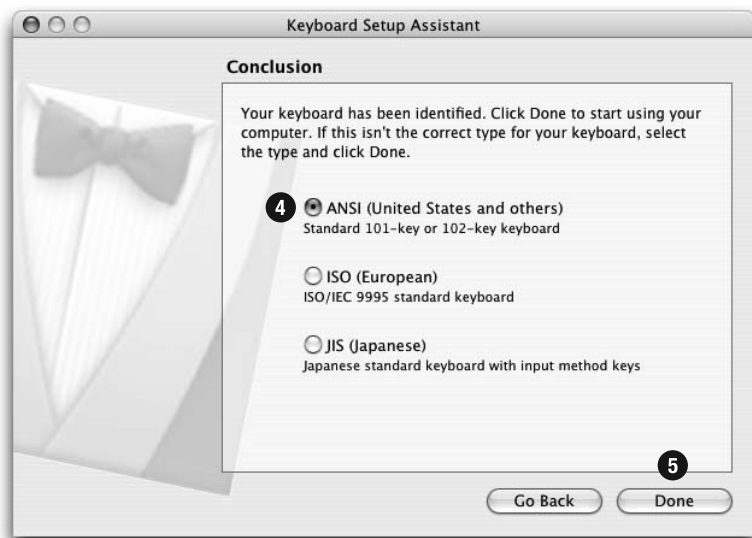 Keyboard Setup Assistant
Conclusion
Your keyboard has been identified. Click Done to start using your
computer. If this isn't the correct type for your keyboard, select
the type and click Done.
4 ANSI (United States and others)
Standard 101-key or 102-key keyboard
ISO (European)
ISO/IEC 9995 standard keyboard
JIS (Japanese)
Japanese standard keyboard with input method keys
5
Go Back Done